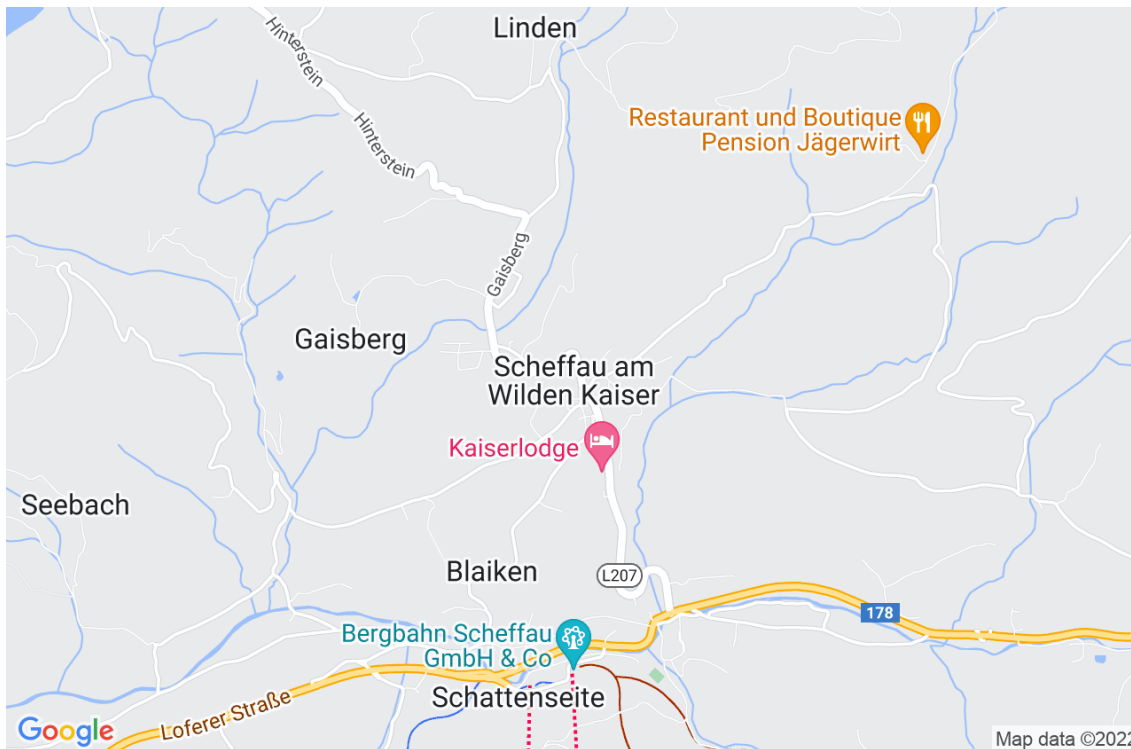 Linden
Hinterstein
Hinterstein
Restaurant und Boutique
Pension Jägerwirt
Gaisberg
Gaisberg
Scheffau am
Wilden Kaiser
Kaiserlodge
Seebach
Blaiken
L207
178
Bergbahn Scheffau
GmbH & Co
Schattenseite
Loferer Straße
Google
Map data ©2022